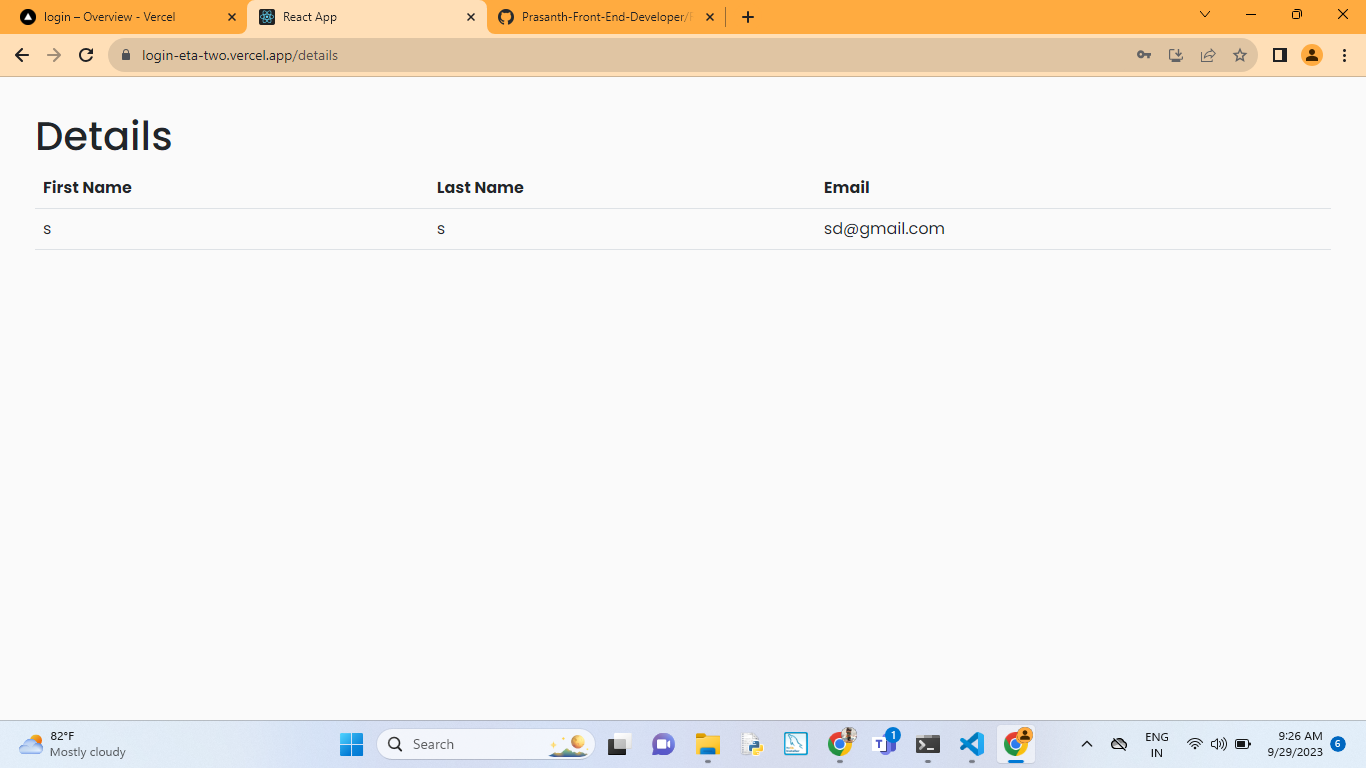 login – Overview - Vercel
React App
Prasanth-Front-End-Developer/
login-eta-two.vercel.app/details
Details
First Name Last Name Email
s s sd@gmail.com
82°F
Mostly cloudy
Search
1
ENG
IN
9:26 AM
9/29/2023
6